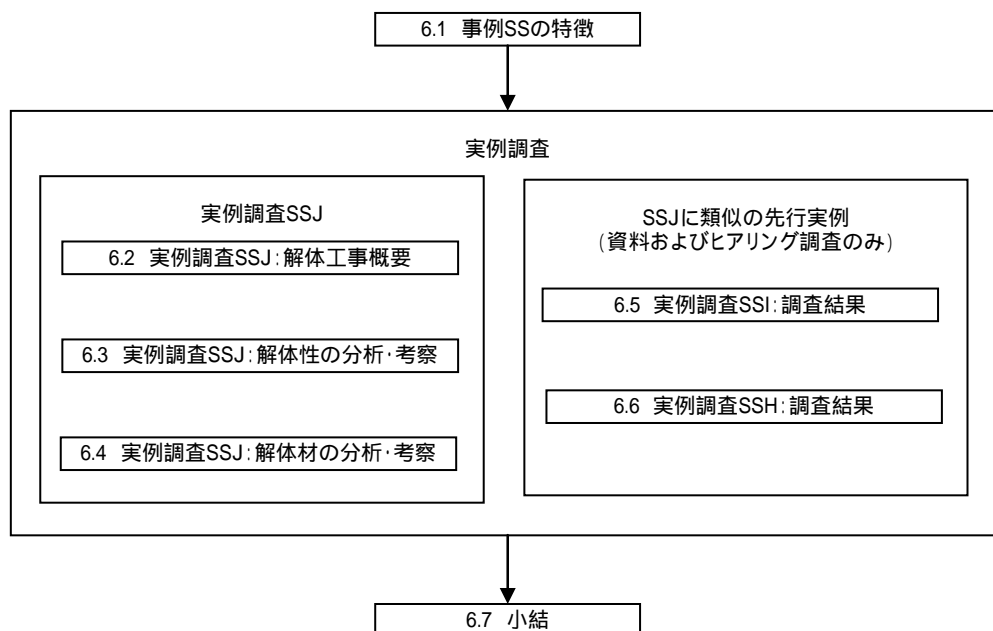 6.1 事例SSの特徴
実例調査
実例調査SSJ
6.2 実例調査SSJ:解体工事概要
6.3 実例調査SSJ:解体性の分析・考察
6.4 実例調査SSJ:解体材の分析・考察
SSJに類似の先行実例
(資料およびヒアリング調査のみ)
6.5 実例調査SSI:調査結果
6.6 実例調査SSH:調査結果
6.7 小結